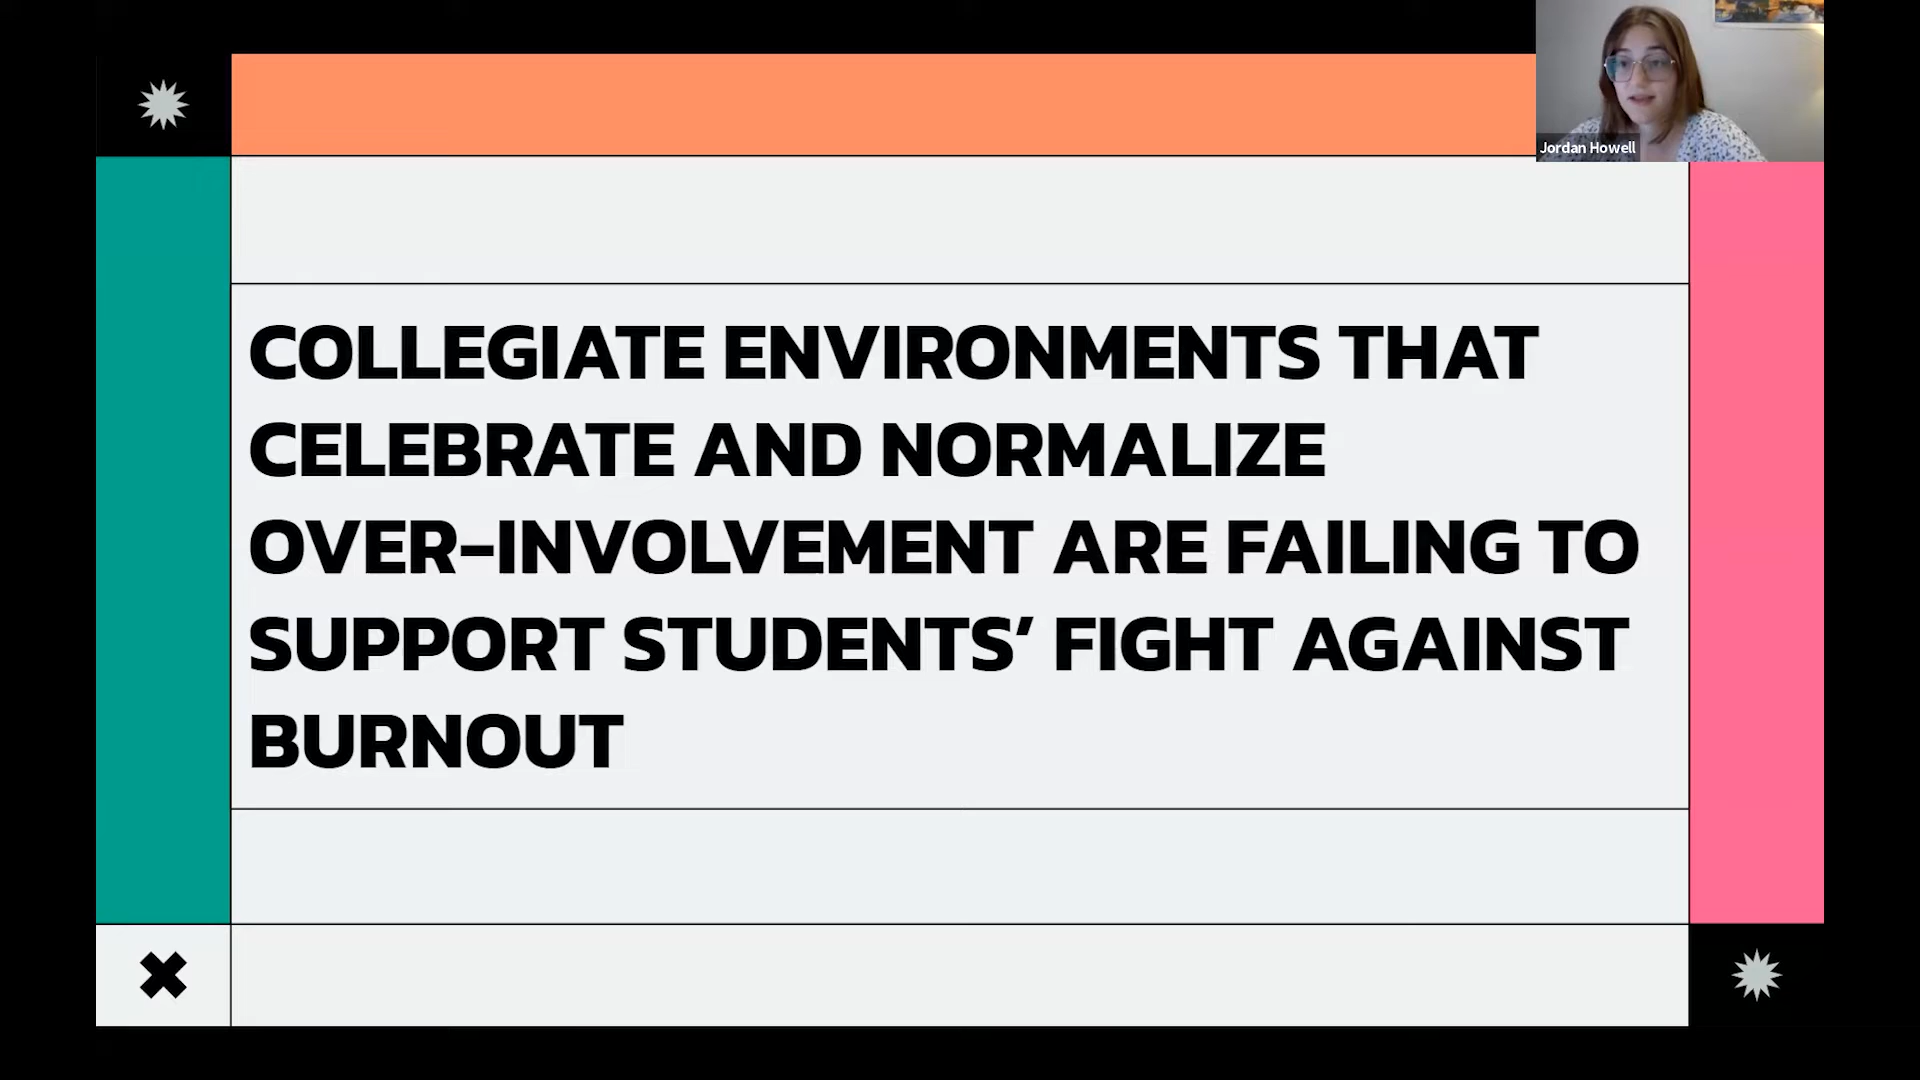 Jordan Howell
COLLEGIATE ENVIRONMENTS THAT
CELEBRATE AND NORMALIZE
OVER-INVOLVEMENT ARE FAILING TO
SUPPORT STUDENTS’ FIGHT AGAINST
BURNOUT